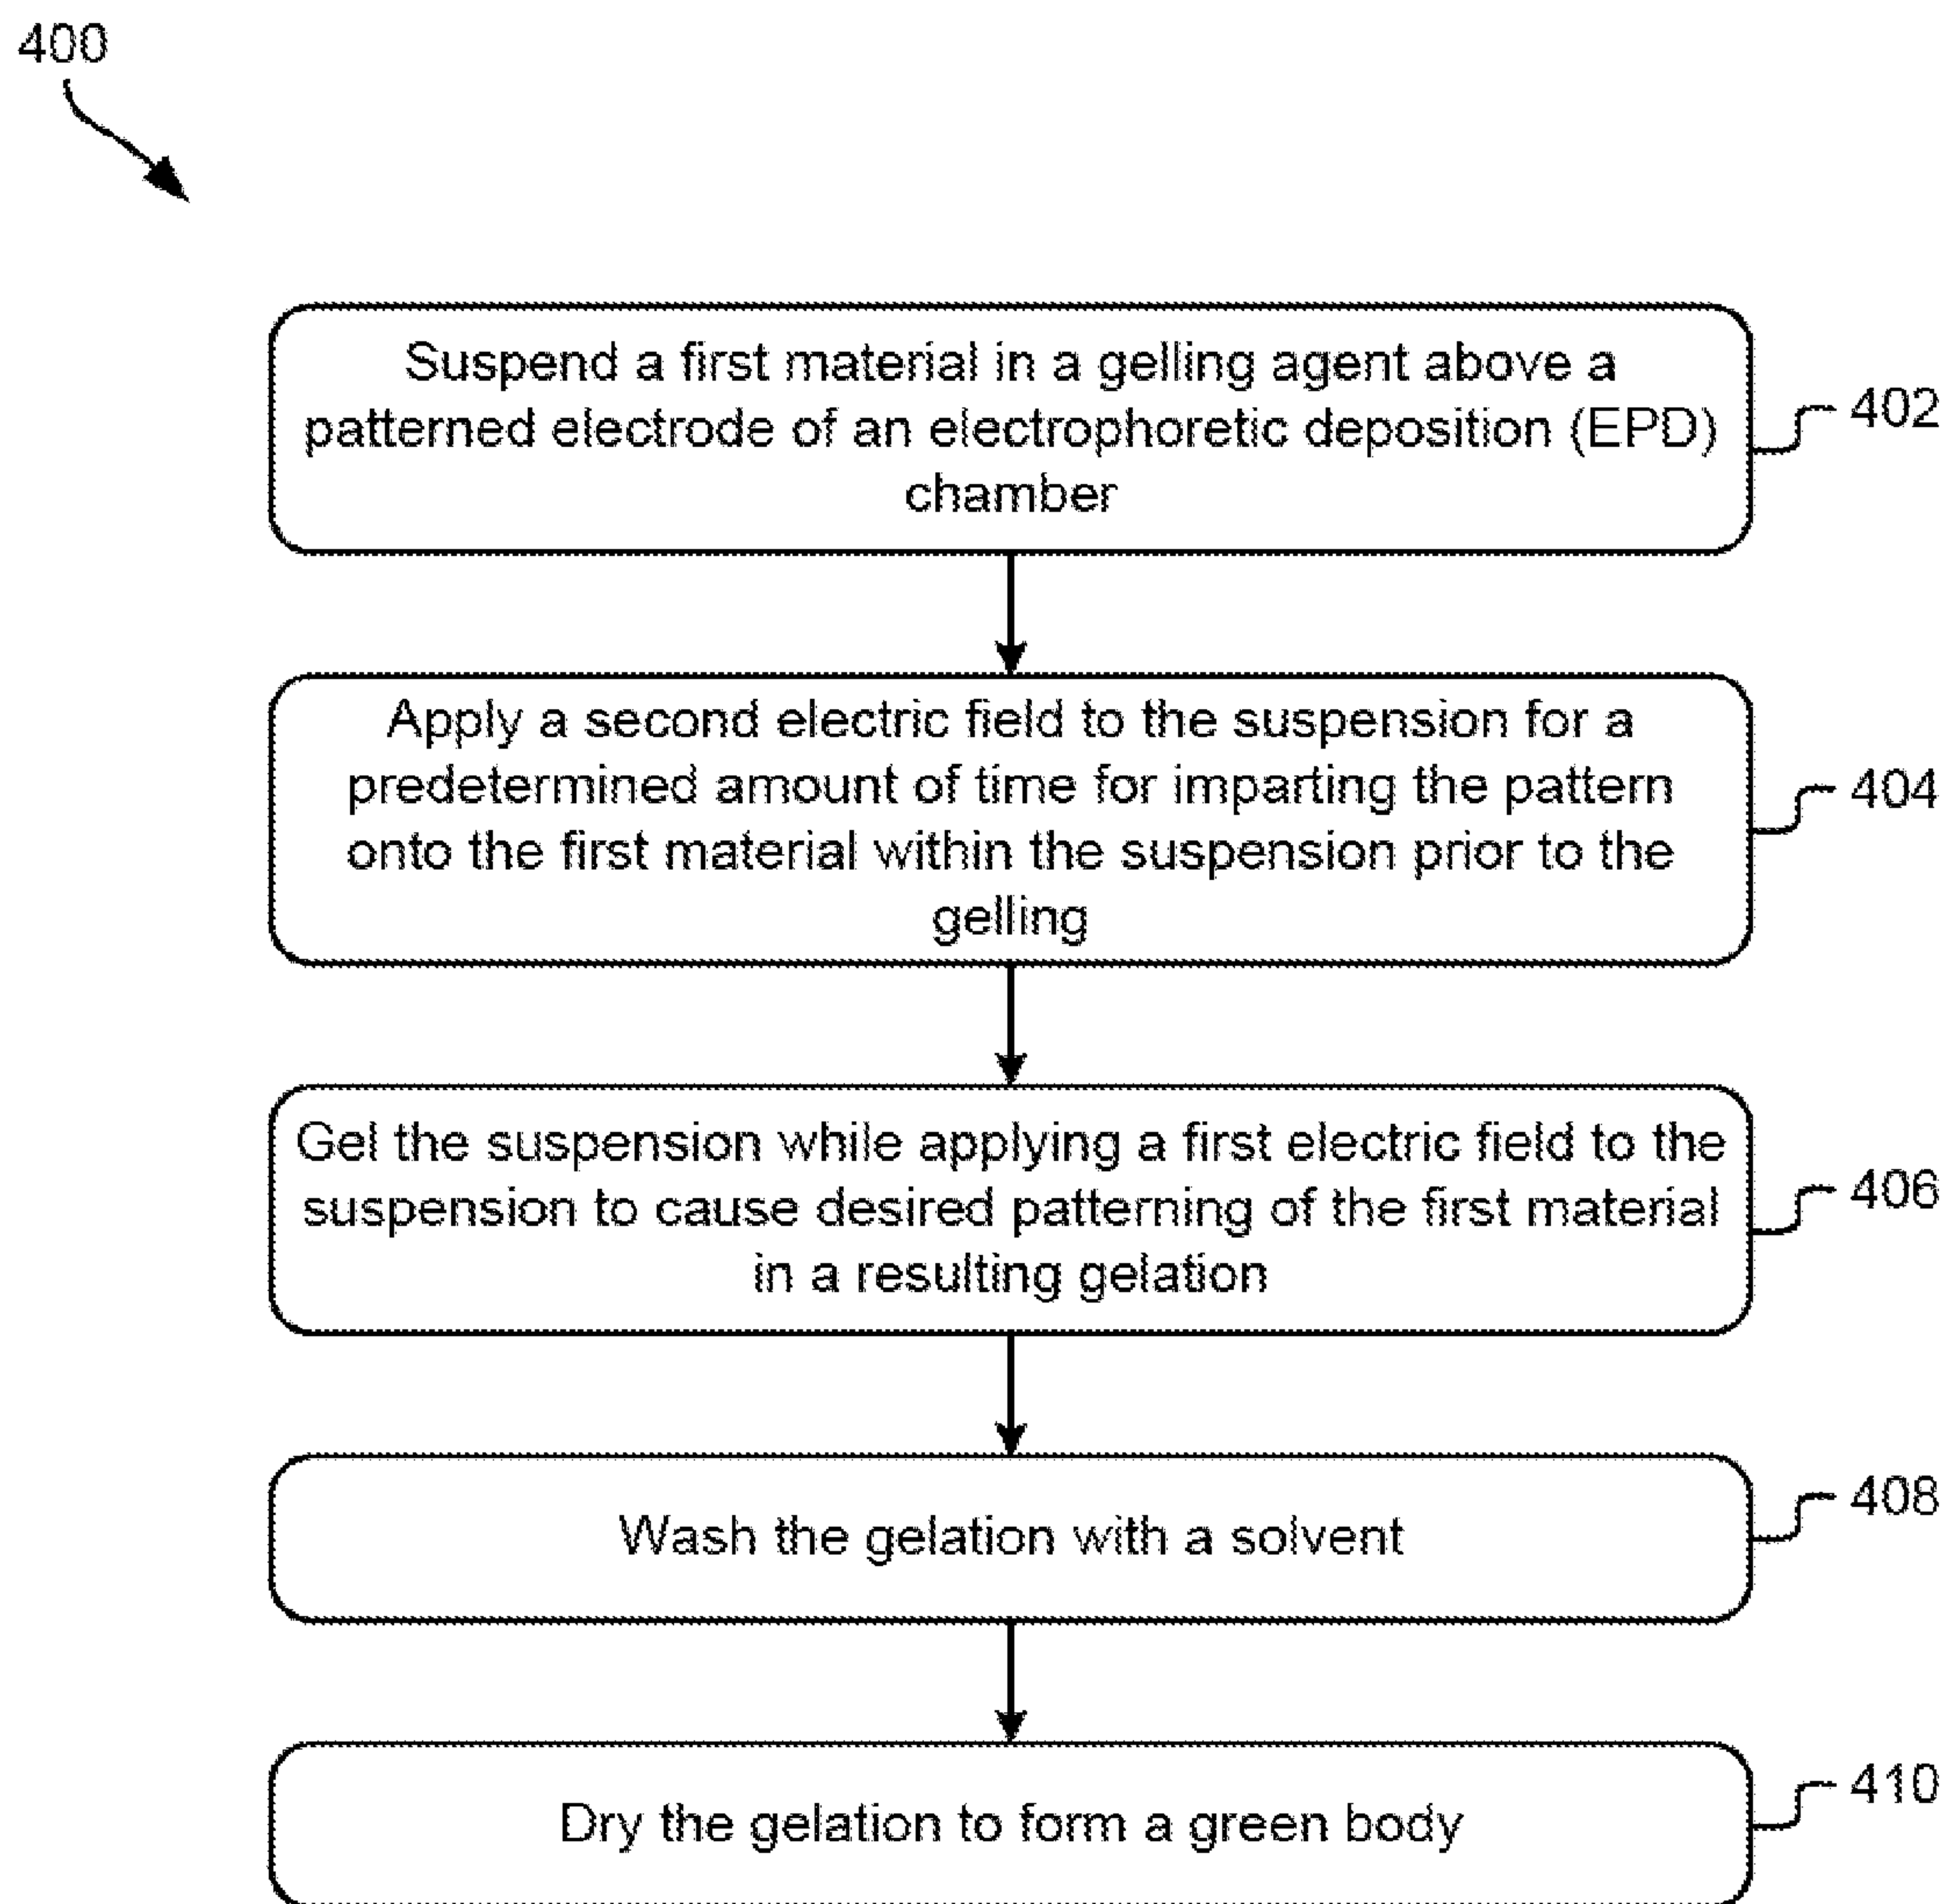 400
Suspend a first material in a gelling agent above a
patterned electrode of an electrophoretic deposition (EPD)
chamber
402
Apply a second electric field to the suspension for a
predetermined amount of time for imparting the pattern
onto the first material within the suspension prior to the
gelling
404
Gel the suspension while applying a first electric field to the
suspension to cause desired patterning of the first material
in a resulting gelation
406
Wash the gelation with a solvent
408
Dry the gelation to form a green body
410